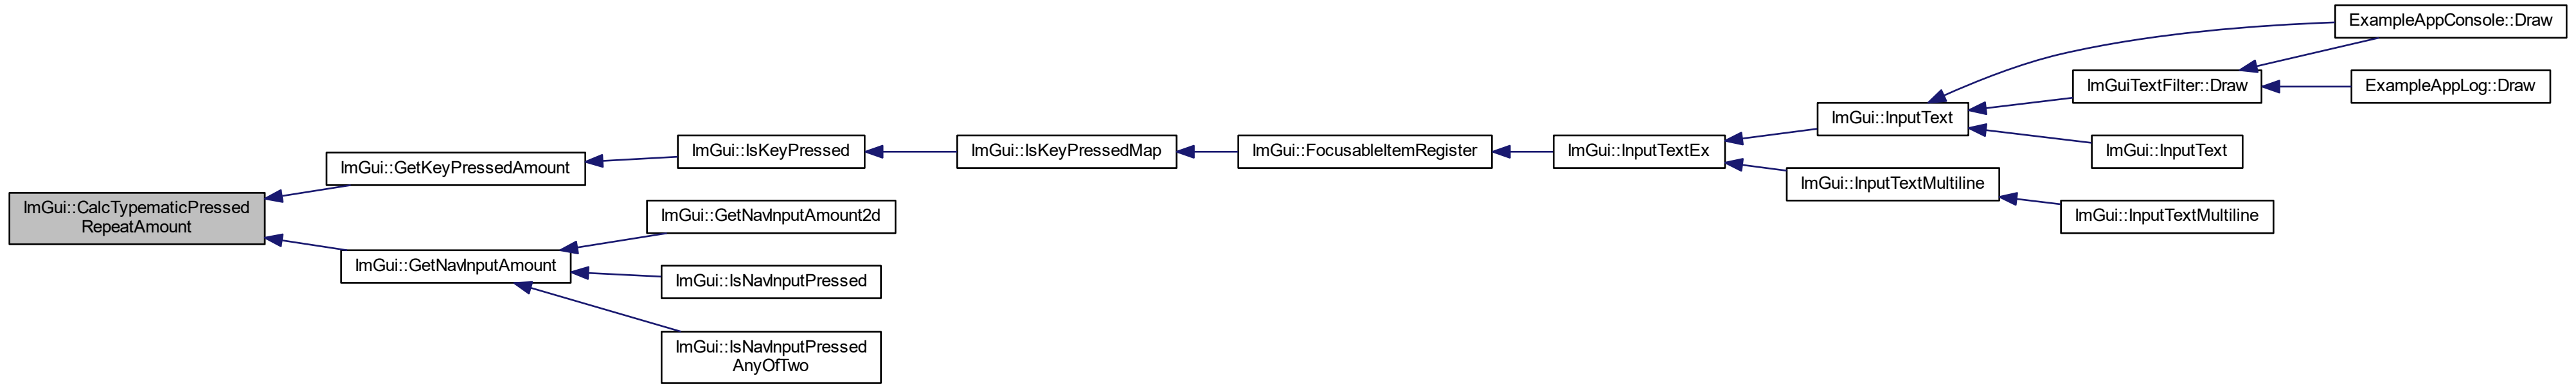 ExampleAppConsole::Draw
ImGuiTextFilter::Draw
ExampleAppLog::Draw
ImGui::InputText
ImGui::InputText
ImGui::GetKeyPressedAmount
ImGui::IsKeyPressed
ImGui::IsKeyPressedMap
ImGui::FocusableItemRegister
ImGui::InputTextEx
ImGui::InputTextMultiline
ImGui::InputTextMultiline
ImGui::CalcTypematicPressed
RepeatAmount
ImGui::GetNavInputAmount2d
ImGui::GetNavInputAmount
ImGui::IsNavInputPressed
ImGui::IsNavInputPressed
AnyOfTwo